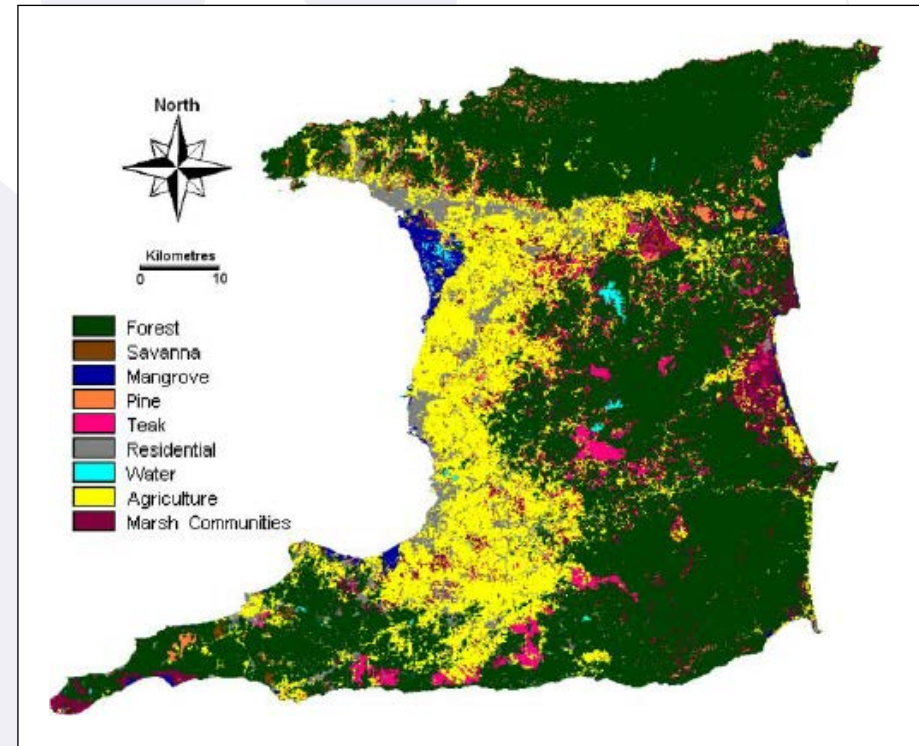 North
Kilometres
0 10
Forest
Savanna
Mangrove
Pine
Teak
Residential
Water
Agriculture
Marsh Communities